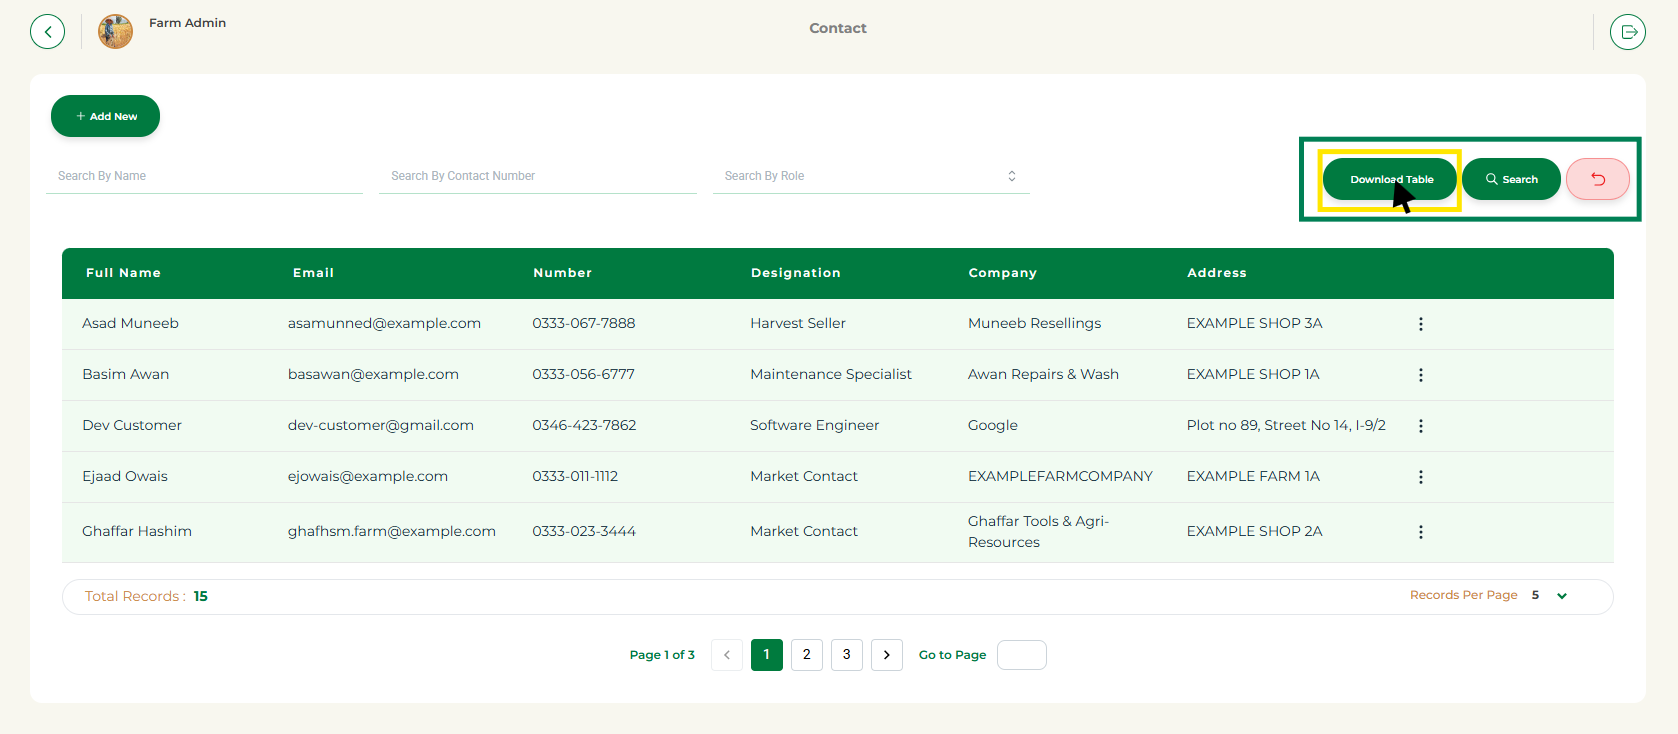 Farm Admin
Contact
+ Add New
Search By Name
Search By Contact Number
Search By Role
Download Table
Search
Full Name Email Number Designation Company Address
Asad Muneeb asamunned@example.com 0333-067-7888 Harvest Seller Muneeb Resellings EXAMPLE SHOP 3A
Basim Awan basawan@example.com 0333-056-6777 Maintenance Specialist Awan Repairs & Wash EXAMPLE SHOP 1A
Dev Customer dev-customer@gmail.com 0346-423-7862 Software Engineer Google Plot no 89, Street No 14, I-9/2
Ejaad Owais ejowais@example.com 0333-011-1112 Market Contact EXAMPLEFARMCOMPANY EXAMPLE FARM 1A
Ghaffar Hashim ghafhsm.farm@example.com 0333-023-3444 Market Contact Ghaffar Tools & Agri-
Resources EXAMPLE SHOP 2A
Total Records : 15
Records Per Page 5
Page 1 of 3 < 1 2 3 > Go to Page